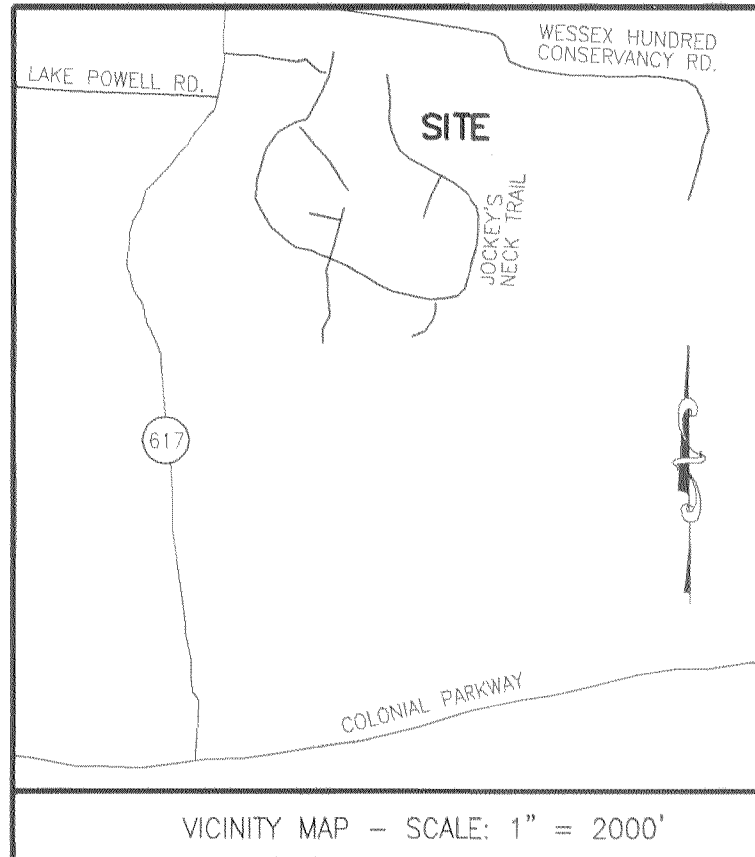 WESSEX HUNDRED
CONSERVANCY RD.
LAKE POWELL RD.
SITE
JOCKEY'S
NECK TRAIL
617
COLONIAL PARKWAY
VICINITY MAP – SCALE: 1" = 2000'